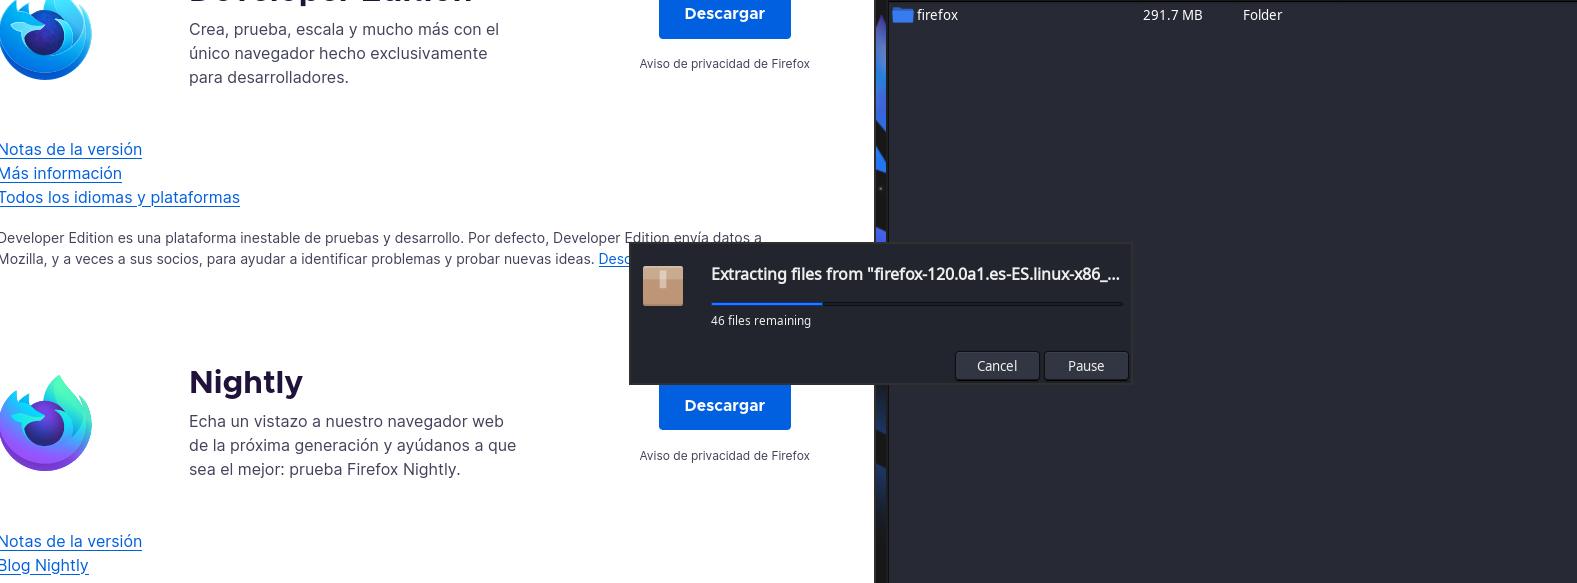 Developer Edition
Descargar
Crea, prueba, escala y mucho más con el
único navegador hecho exclusivamente
para desarrolladores.
Aviso de privacidad de Firefox
Notas de la versión
Más información
Todos los idiomas y plataformas
Developer Edition es una plataforma inestable de pruebas y desarrollo. Por defecto, Developer Edition envía datos a
Mozilla, y a veces a sus socios, para ayudar a identificar problemas y probar nuevas ideas. Desc
Nightly
Echa un vistazo a nuestro navegador web
de la próxima generación y ayúdanos a que
sea el mejor: prueba Firefox Nightly.
Descargar
Aviso de privacidad de Firefox
Notas de la versión
Blog Nightly
firefox 291.7 MB Folder
Extracting files from "firefox-120.0a1.es-ES.linux-x86_...
46 files remaining
Cancel Pause